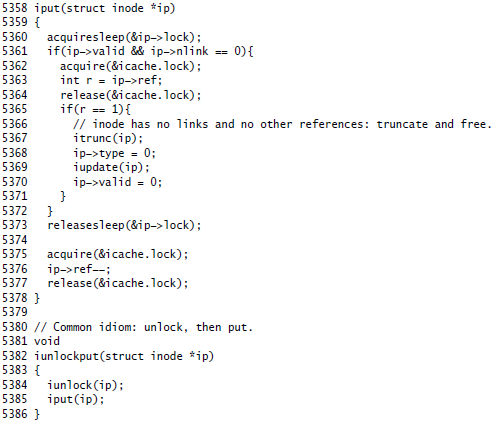 5358 iput(struct inode *ip)
5359 {
5360   acquiresleep(&ip->lock);
5361   if(ip->valid && ip->nlink == 0){
5362     acquire(&icache.lock);
5363     int r = ip->ref;
5364     release(&icache.lock);
5365     if(r == 1){
5366       // inode has no links and no other references: truncate and free.
5367       itrunc(ip);
5368       ip->type = 0;
5369       iupdate(ip);
5370       ip->valid = 0;
5371     }
5372   }
5373   releasesleep(&ip->lock);
5374
5375   acquire(&icache.lock);
5376   ip->ref--;
5377   release(&icache.lock);
5378 }
5379
5380 // Common idiom: unlock, then put.
5381 void
5382 iunlockput(struct inode *ip)
5383 {
5384   iunlock(ip);
5385   iput(ip);
5386 }